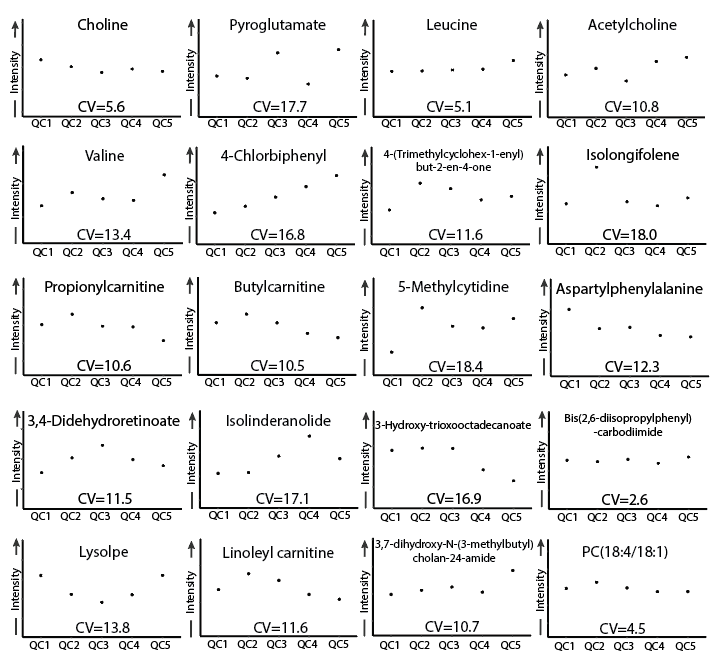 Choline
Pyroglutamate
Leucine
Acetylcholine
Intensity
Intensity
Intensity
Intensity
CV=5.6
CV=17.7
CV=5.1
CV=10.8
QC1 QC2 QC3 QC4 QC5
QC1 QC2 QC3 QC4 QC5
QC1 QC2 QC3 QC4 QC5
QC1 QC2 QC3 QC4 QC5
Valine
4-Chlorbiphenyl
4-(Trimethylcyclohex-1-enyl)
but-2-en-4-one
Isolongifolene
Intensity
Intensity
Intensity
Intensity
CV=13.4
CV=16.8
CV=11.6
CV=18.0
QC1 QC2 QC3 QC4 QC5
QC1 QC2 QC3 QC4 QC5
QC1 QC2 QC3 QC4 QC5
QC1 QC2 QC3 QC4 QC5
Propionylcarnitine
Butylcarnitine
5-Methylcytidine
Aspartylphenylalanine
Intensity
Intensity
Intensity
Intensity
CV=10.6
CV=10.5
CV=18.4
CV=12.3
QC1 QC2 QC3 QC4 QC5
QC1 QC2 QC3 QC4 QC5
QC1 QC2 QC3 QC4 QC5
QC1 QC2 QC3 QC4 QC5
3,4-Didehydroretinoate
Isolinderanolide
3-Hydroxy-trioxooctadecanoate
Bis(2,6-diisopropylphenyl)
-carbodiimide
Intensity
Intensity
Intensity
Intensity
CV=11.5
CV=17.1
CV=16.9
CV=2.6
QC1 QC2 QC3 QC4 QC5
QC1 QC2 QC3 QC4 QC5
QC1 QC2 QC3 QC4 QC5
QC1 QC2 QC3 QC4 QC5
Lysolpe
Linoleyl carnitine
3,7-dihydroxy-N-(3-methylbutyl)
cholan-24-amide
PC(18:4/18:1)
Intensity
Intensity
Intensity
Intensity
CV=13.8
CV=11.6
CV=10.7
CV=4.5
QC1 QC2 QC3 QC4 QC5
QC1 QC2 QC3 QC4 QC5
QC1 QC2 QC3 QC4 QC5
QC1 QC2 QC3 QC4 QC5